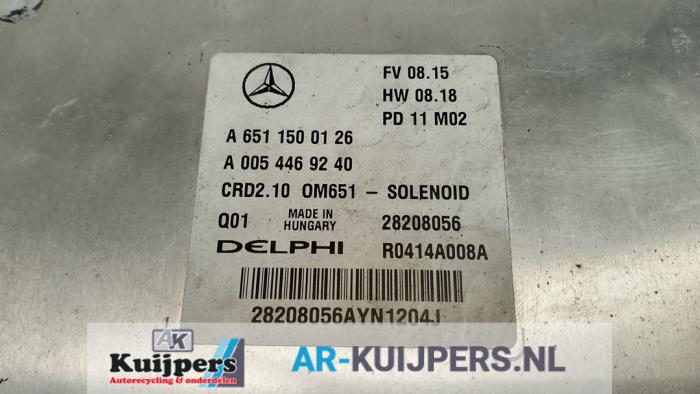 FV 08.15
HW 08.18
PD 11 M02
A 651 150 01 26
A 005 446 92 40
CRD2.10 OM651 - SOLENOID
Q01 MADE IN HUNGARY 28208056
DELPHI R0414A008A
28208056AYN1204J
AK
Kuijpers
Autorecycling & onderdelen
AR-KUIJPERS.NL